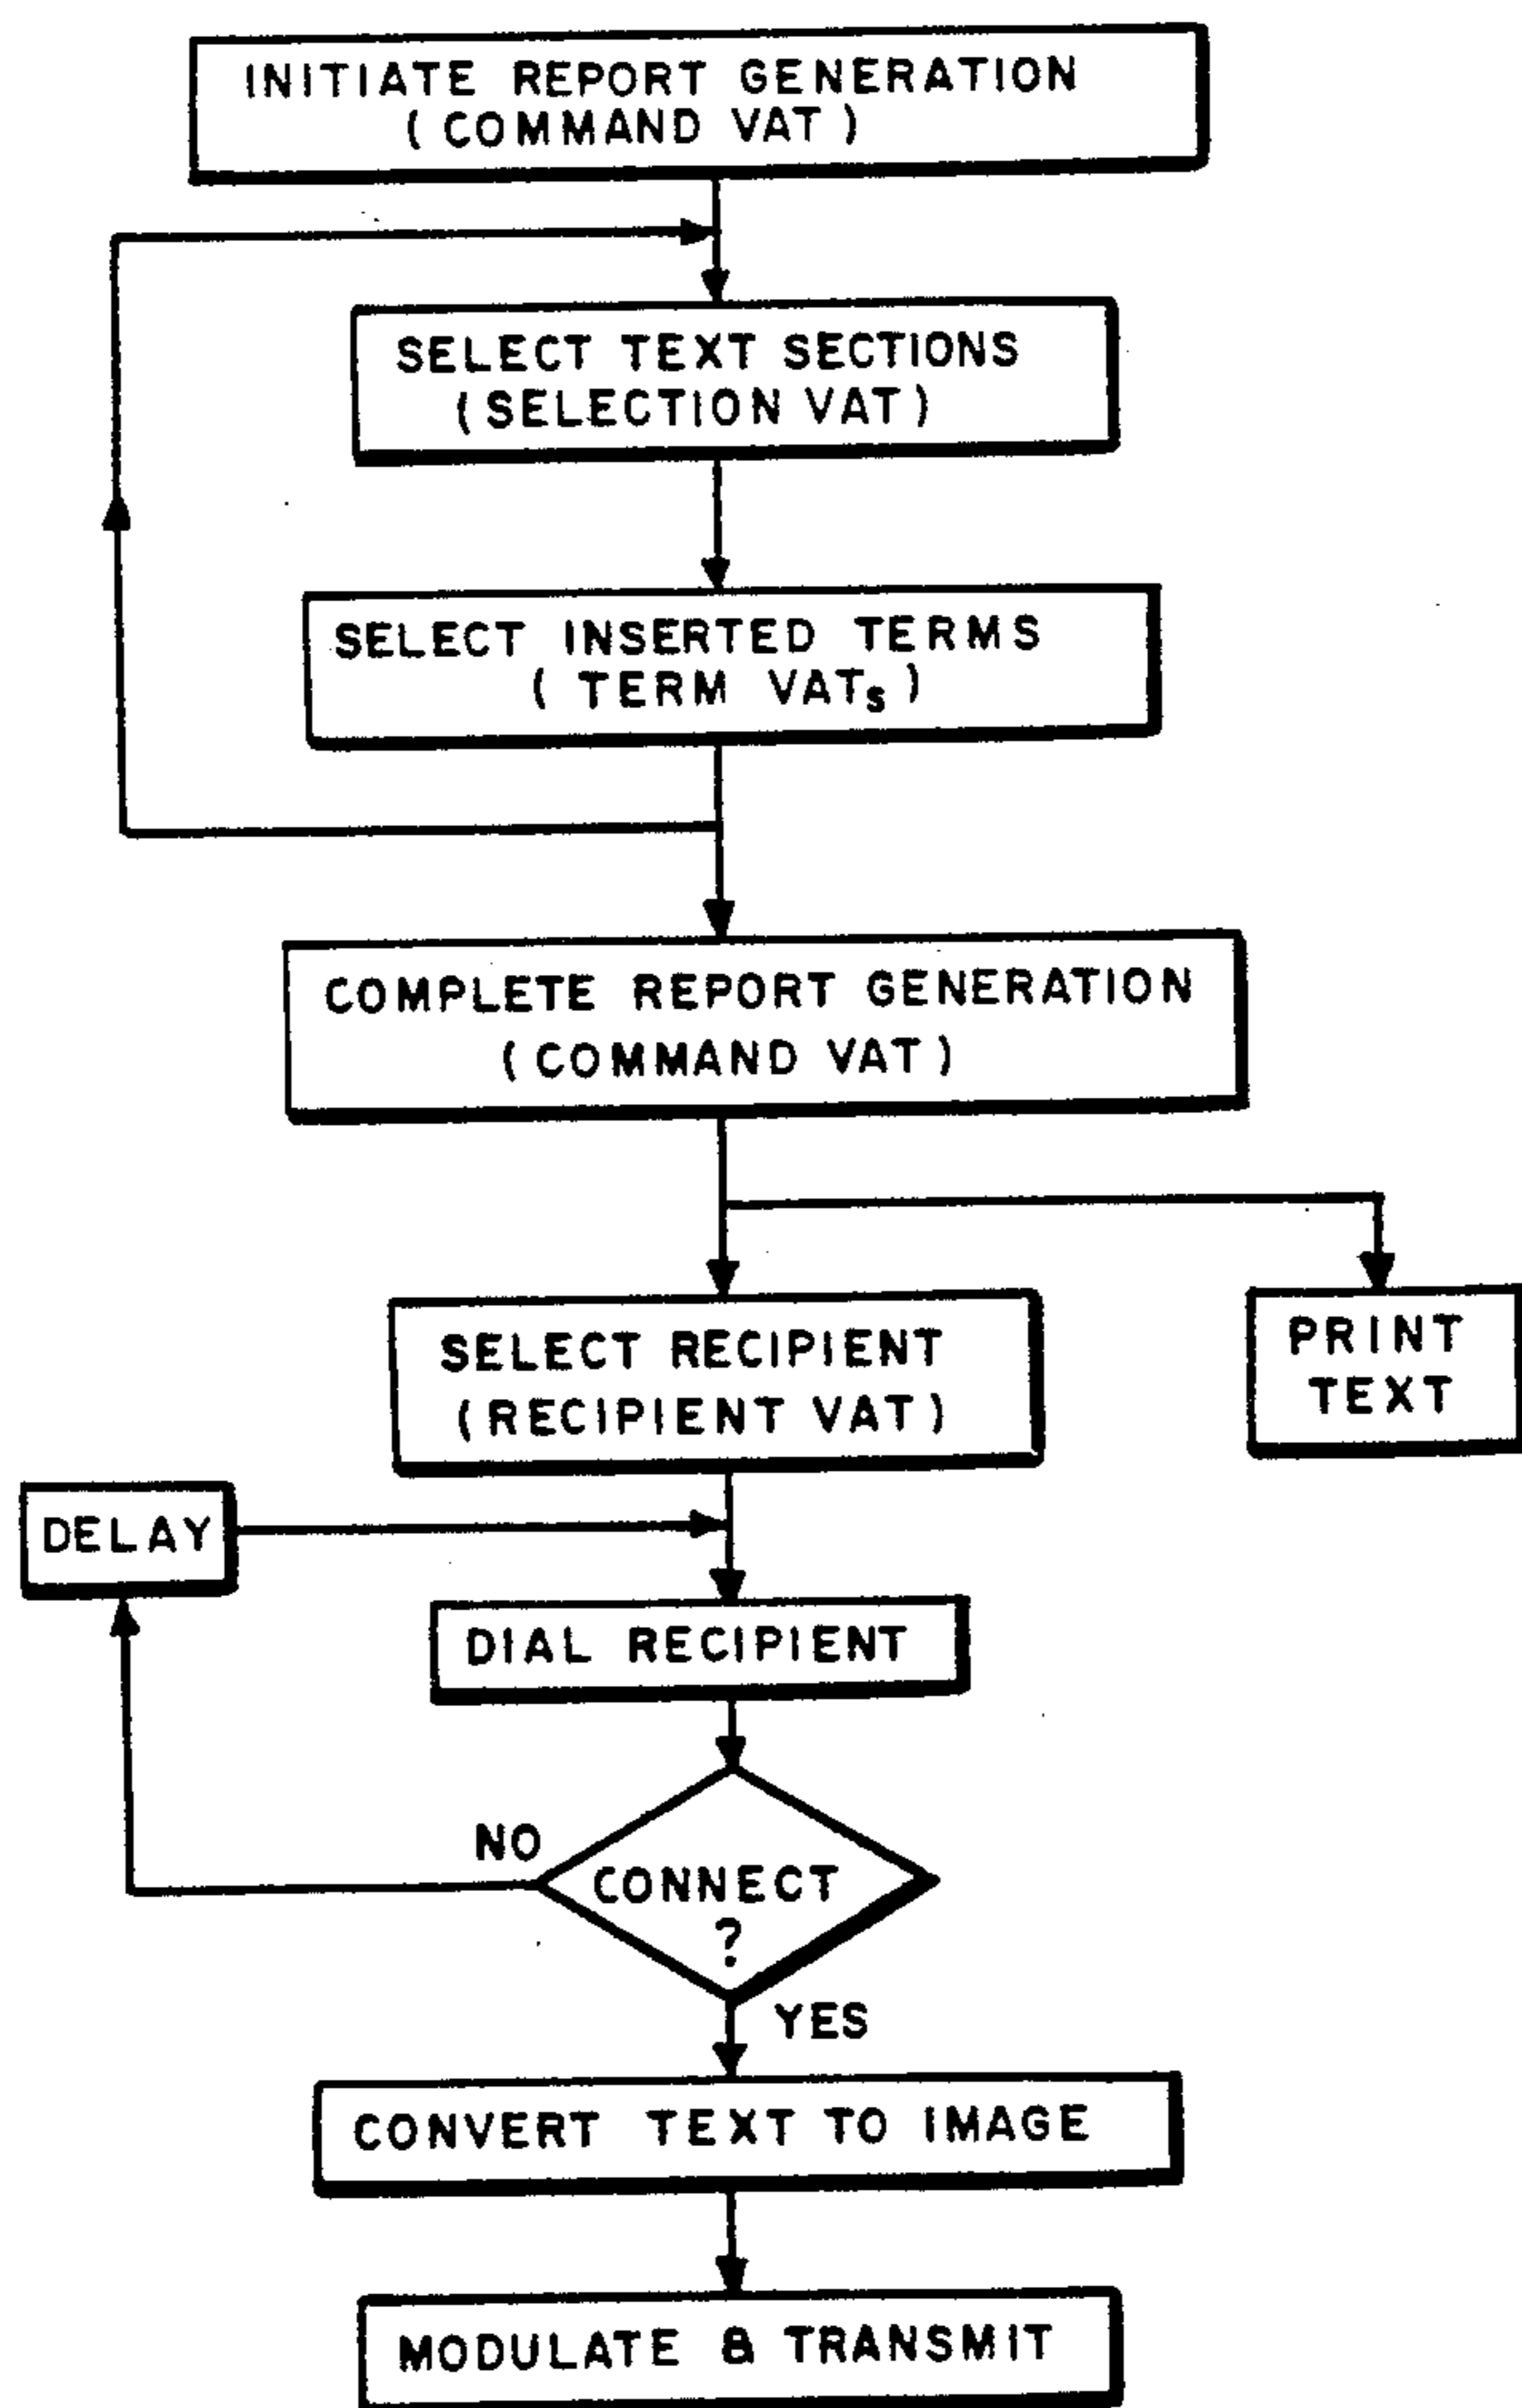 INITIATE REPORT GENERATION
( COMMAND VAT )
SELECT TEXT SECTIONS
( SELECTION VAT )
SELECT INSERTED TERMS
( TERM VATS )
COMPLETE REPORT GENERATION
( COMMAND VAT )
SELECT RECIPIENT
( RECIPIENT VAT )
PRINT
TEXT
DELAY
DIAL RECIPIENT
NO
CONNECT
?
YES
CONVERT TEXT TO IMAGE
MODULATE & TRANSMIT